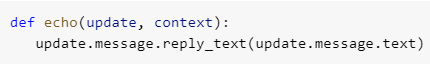 def echo(update, context):
   update.message.reply_text(update.message.text)